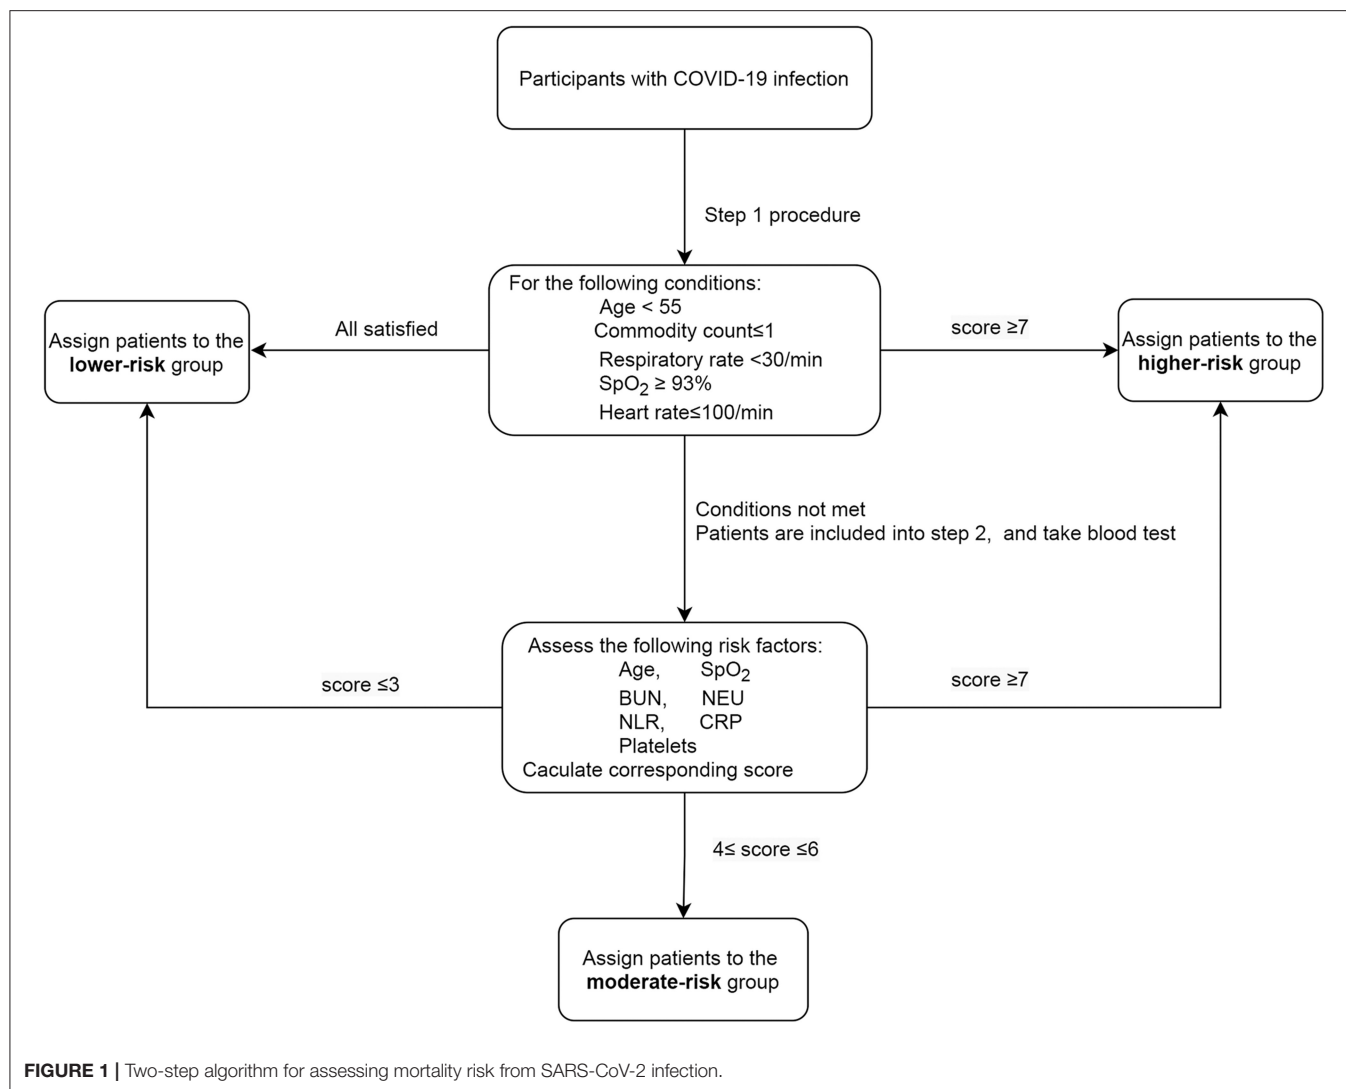 Participants with COVID-19 infection
Step 1 procedure
For the following conditions:
Age < 55
Commodity count≤1
Respiratory rate <30/min
SpO₂ ≥ 93%
Heart rate≤100/min
All satisfied
Assign patients to the
lower-risk group
score ≥7
Assign patients to the
higher-risk group
Conditions not met
Patients are included into step 2, and take blood test
Assess the following risk factors:
Age, SpO₂
BUN, NEU
NLR, CRP
Platelets
Caculate corresponding score
score ≤3
score ≥7
4≤ score ≤6
Assign patients to the
moderate-risk group
FIGURE 1 | Two-step algorithm for assessing mortality risk from SARS-CoV-2 infection.